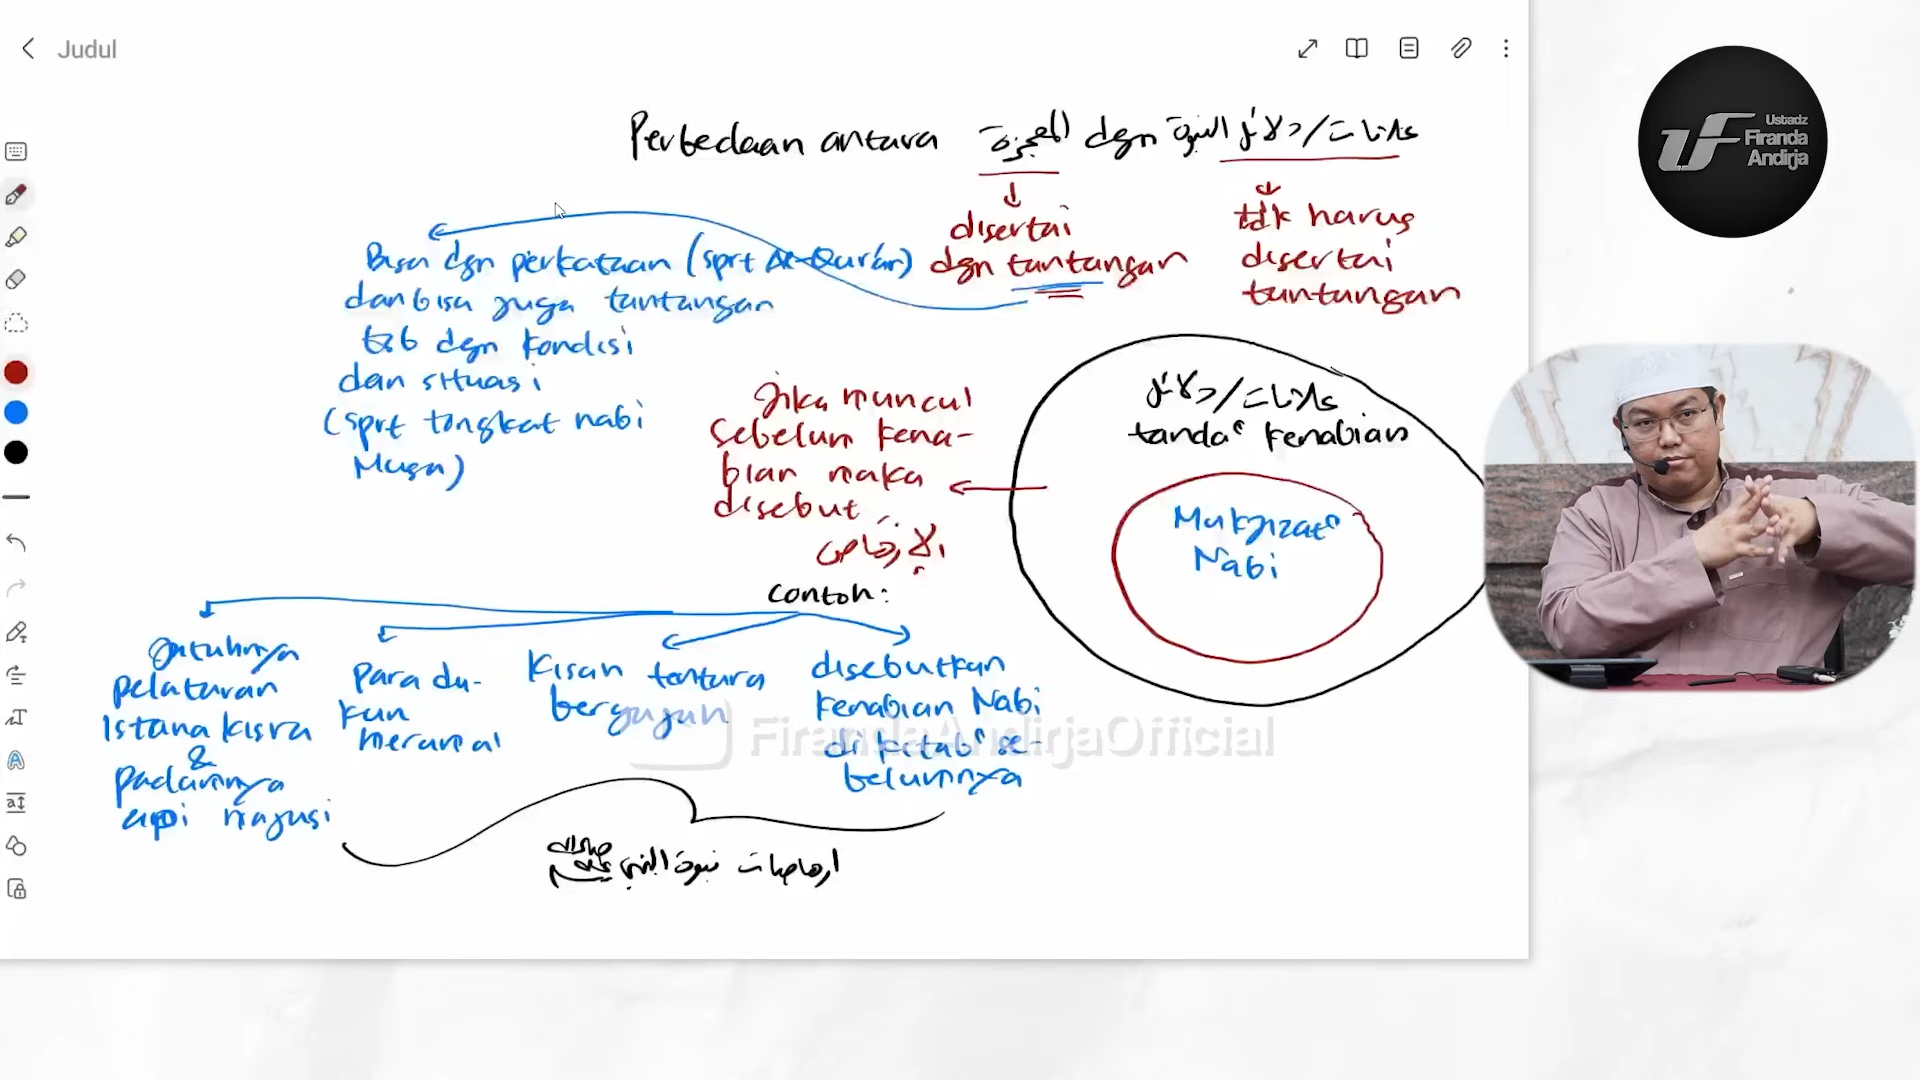 Judul
Ustadz
Firanda
Andirja
Perbedaan antara المعجزة dgn علامات/دلائل النبوة
disertai
dgn tantangan
tdk harus
disertai
tantangan
Bisa dgn perkataan (sprt Al-Qur'an)
dan bisa juga tantangan
tsb dgn kondisi
dan situasi
(sprt tongkat nabi
Musa)
علامات/دلائل
tanda² kenabian
Mukjizat²
Nabi
Jika muncul
sebelum kena-
bian maka
disebut
الإرهاص
contoh:
Jatuhnya
pelataran
Istana kisra
&
padamnya
api majusi
Para du-
kun
meramal
Kisah tentara
bergajah
disebutkan
kenabian Nabi
di kitab² se-
belumnya
FirandaAndirjaOfficial
ارهاصات نبوة النبي صلى الله عليه وسلم